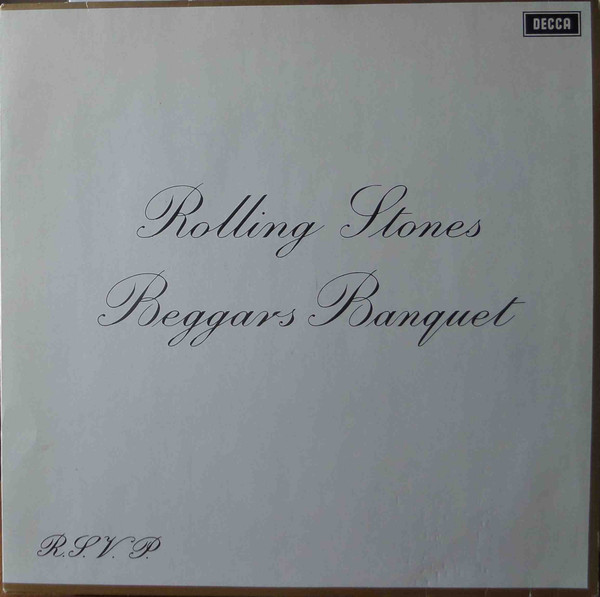 DECCA
Rolling Stones
Beggars Banquet
R.S.V.P.